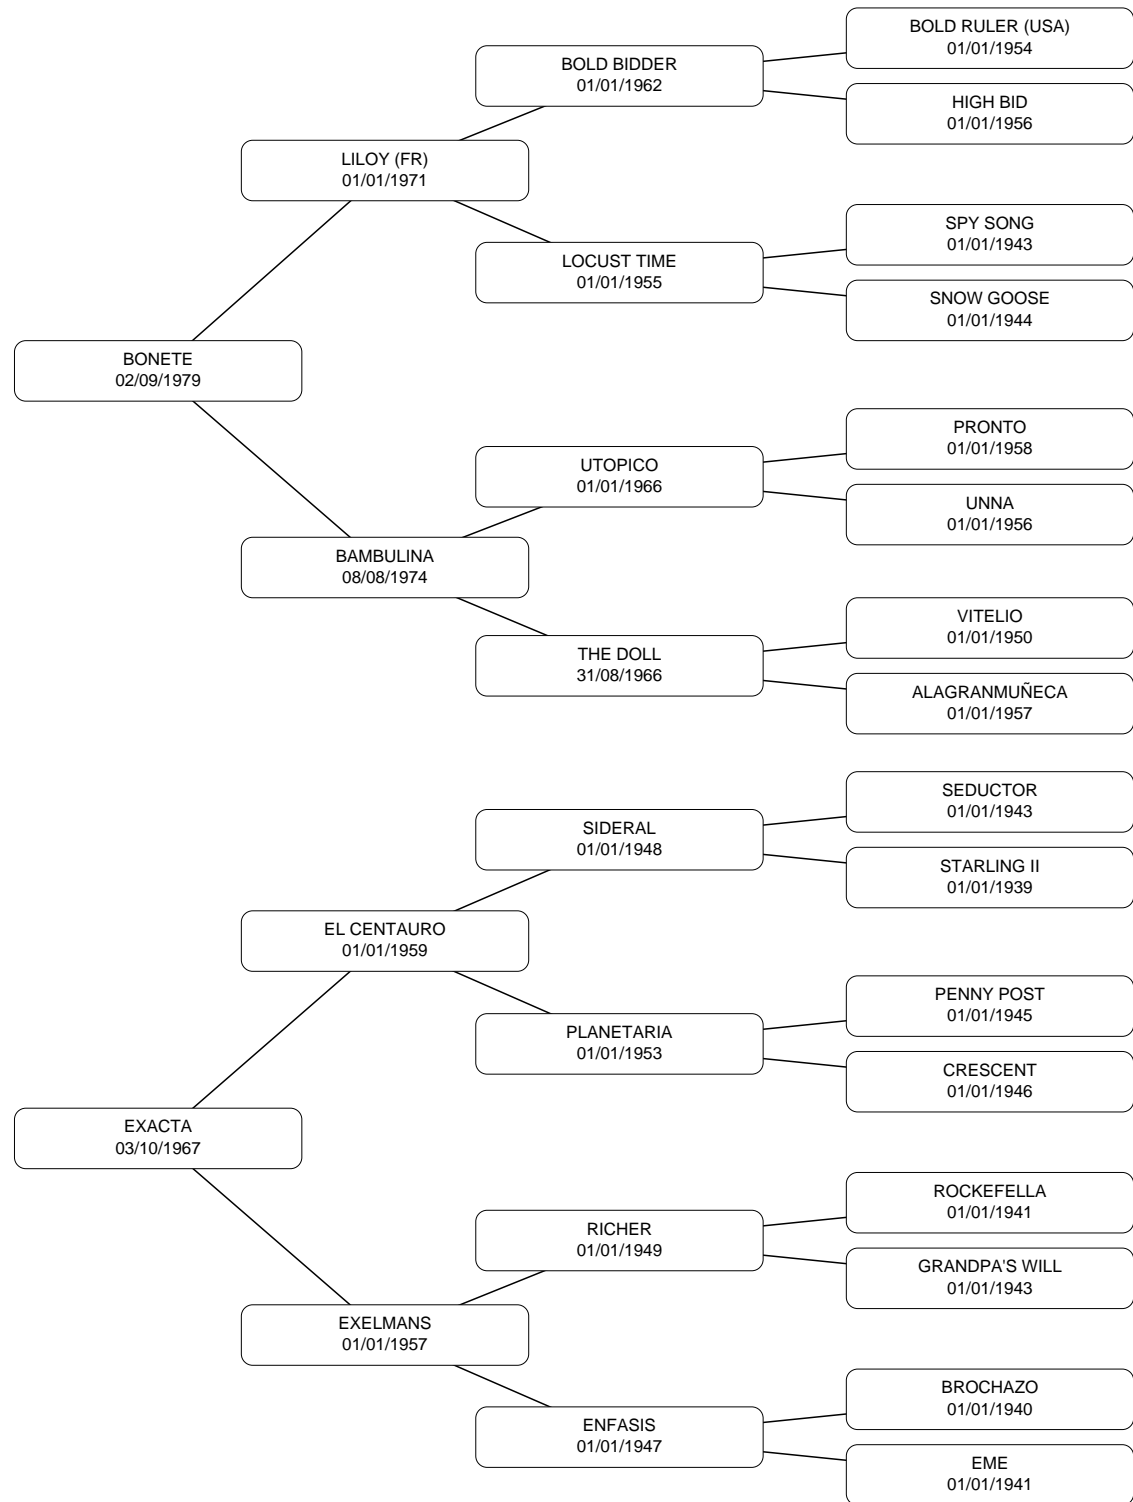 BOLD RULER (USA)
01/01/1954
BOLD BIDDER
01/01/1962
HIGH BID
01/01/1956
LILOY (FR)
01/01/1971
SPY SONG
01/01/1943
LOCUST TIME
01/01/1955
SNOW GOOSE
01/01/1944
BONETE
02/09/1979
PRONTO
01/01/1958
UTOPICO
01/01/1966
UNNA
01/01/1956
BAMBULINA
08/08/1974
VITELIO
01/01/1950
THE DOLL
31/08/1966
ALAGRANMUÑECA
01/01/1957
SEDUCTOR
01/01/1943
SIDERAL
01/01/1948
STARLING II
01/01/1939
EL CENTAURO
01/01/1959
PENNY POST
01/01/1945
PLANETARIA
01/01/1953
CRESCENT
01/01/1946
EXACTA
03/10/1967
ROCKEFELLA
01/01/1941
RICHER
01/01/1949
GRANDPA'S WILL
01/01/1943
EXELMANS
01/01/1957
BROCHAZO
01/01/1940
ENFASIS
01/01/1947
EME
01/01/1941